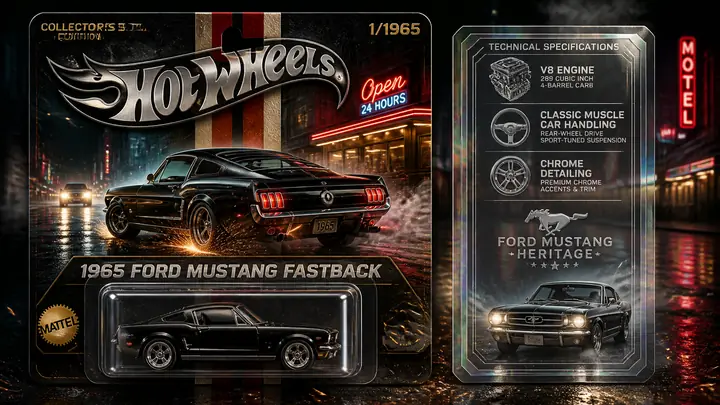 COLLECTOR'S
1/1965
HOT WHEELS
Open
24 HOURS
1965
1965 FORD MUSTANG FASTBACK
MATTEL
TECHNICAL SPECIFICATIONS
V8 ENGINE
289 CUBIC INCH
4-BARREL CARB
CLASSIC MUSCLE
CAR HANDLING
REAR-WHEEL DRIVE
SPORT-TUNED SUSPENSION
CHROME
DETAILING
PREMIUM CHROME
ACCENTS & TRIM
FORD MUSTANG
HERITAGE
MOTEL